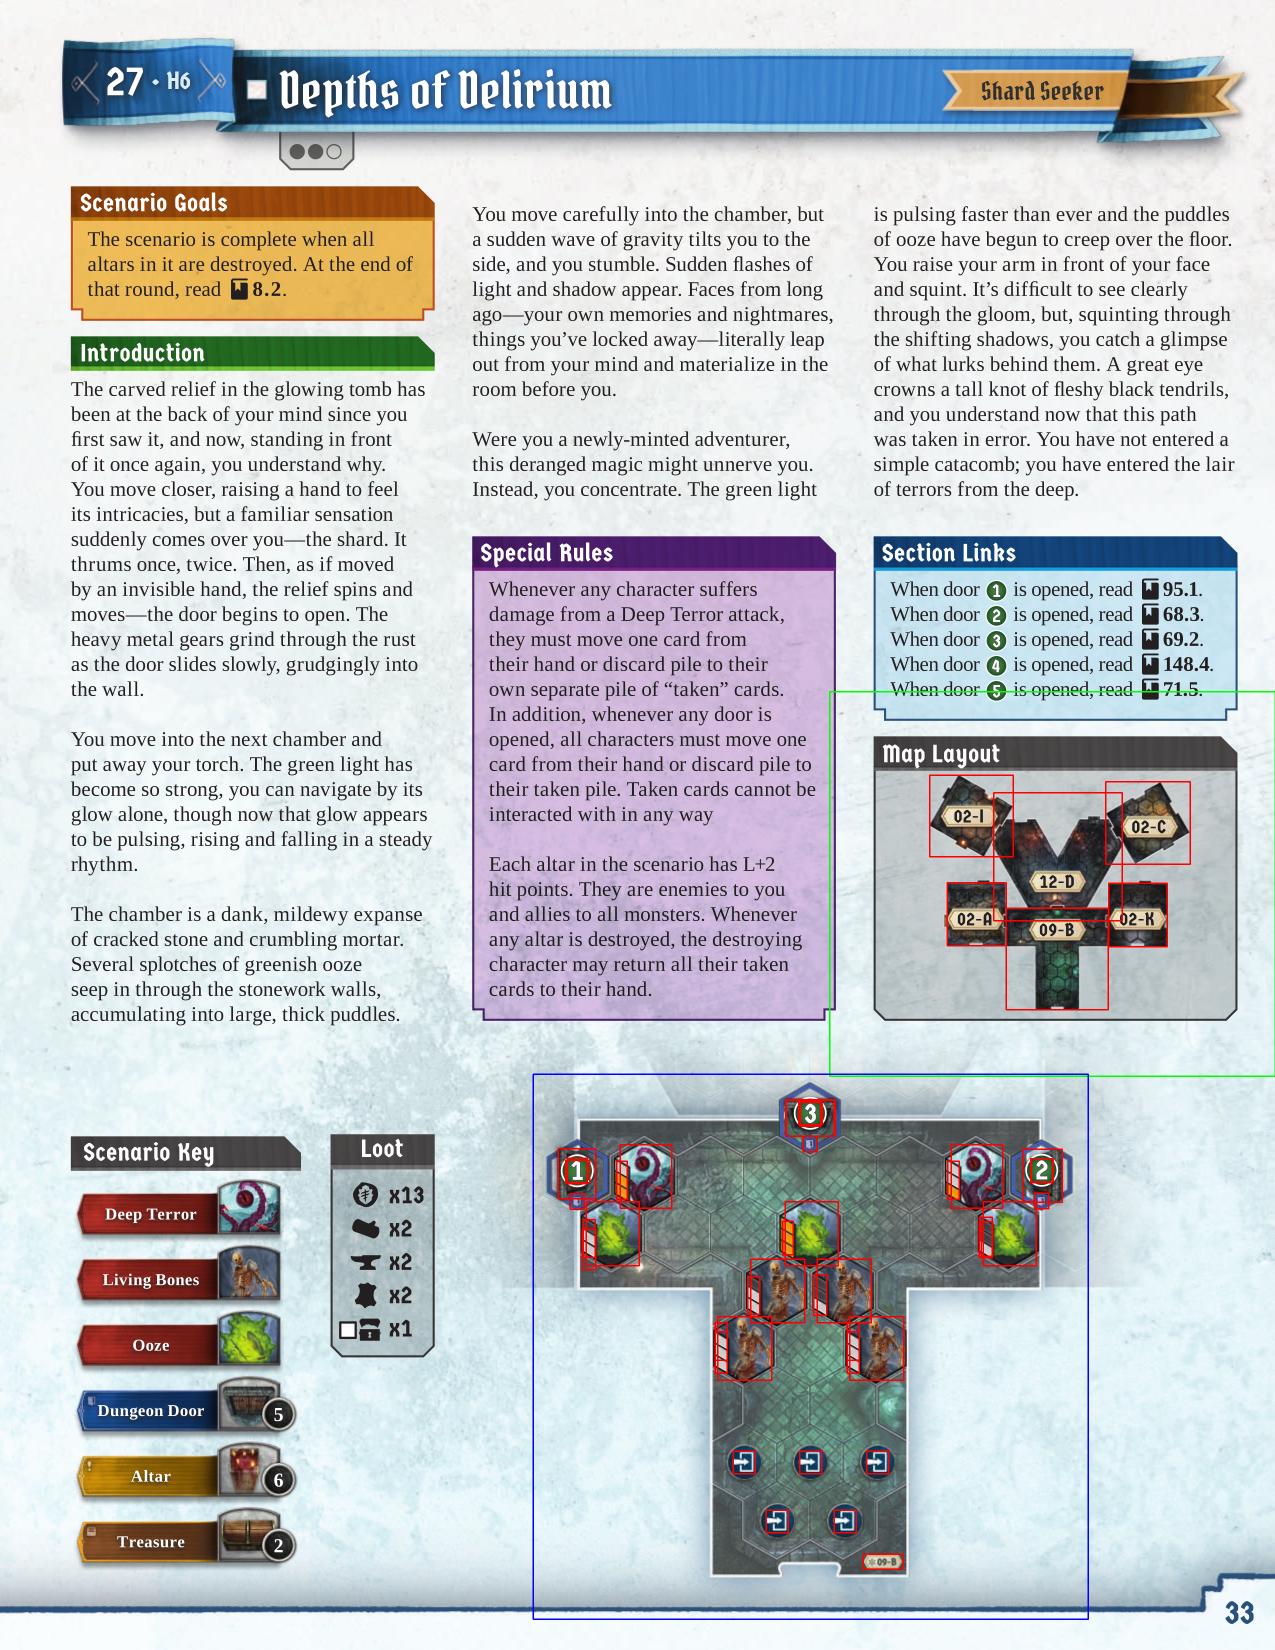 27 · H6
Depths of Delirium
Shard Seeker
Scenario Goals
The scenario is complete when all
altars in it are destroyed. At the end of
that round, read 8.2.
Introduction
The carved relief in the glowing tomb has
been at the back of your mind since you
first saw it, and now, standing in front
of it once again, you understand why.
You move closer, raising a hand to feel
its intricacies, but a familiar sensation
suddenly comes over you—the shard. It
thrums once, twice. Then, as if moved
by an invisible hand, the relief spins and
moves—the door begins to open. The
heavy metal gears grind through the rust
as the door slides slowly, grudgingly into
the wall.
You move into the next chamber and
put away your torch. The green light has
become so strong, you can navigate by its
glow alone, though now that glow appears
to be pulsing, rising and falling in a steady
rhythm.
The chamber is a dank, mildewy expanse
of cracked stone and crumbling mortar.
Several splotches of greenish ooze
seep in through the stonework walls,
accumulating into large, thick puddles.
You move carefully into the chamber, but
a sudden wave of gravity tilts you to the
side, and you stumble. Sudden flashes of
light and shadow appear. Faces from long
ago—your own memories and nightmares,
things you've locked away—literally leap
out from your mind and materialize in the
room before you.
Were you a newly-minted adventurer,
this deranged magic might unnerve you.
Instead, you concentrate. The green light
is pulsing faster than ever and the puddles
of ooze have begun to creep over the floor.
You raise your arm in front of your face
and squint. It's difficult to see clearly
through the gloom, but, squinting through
the shifting shadows, you catch a glimpse
of what lurks behind them. A great eye
crowns a tall knot of fleshy black tendrils,
and you understand now that this path
was taken in error. You have not entered a
simple catacomb; you have entered the lair
of terrors from the deep.
Special Rules
Whenever any character suffers
damage from a Deep Terror attack,
they must move one card from
their hand or discard pile to their
own separate pile of “taken” cards.
In addition, whenever any door is
opened, all characters must move one
card from their hand or discard pile to
their taken pile. Taken cards cannot be
interacted with in any way
Each altar in the scenario has L+2
hit points. They are enemies to you
and allies to all monsters. Whenever
any altar is destroyed, the destroying
character may return all their taken
cards to their hand.
Section Links
When door 1 is opened, read 95.1.
When door 2 is opened, read 68.3.
When door 3 is opened, read 69.2.
When door 4 is opened, read 148.4.
When door 5 is opened, read 71.5.
Map Layout
02-I
02-C
12-D
02-A
09-B
02-K
Scenario Key
Deep Terror
Living Bones
Ooze
Dungeon Door 5
Altar 6
Treasure 2
Loot
x13
x2
x2
x2
x1
3
1
2
09-B
33